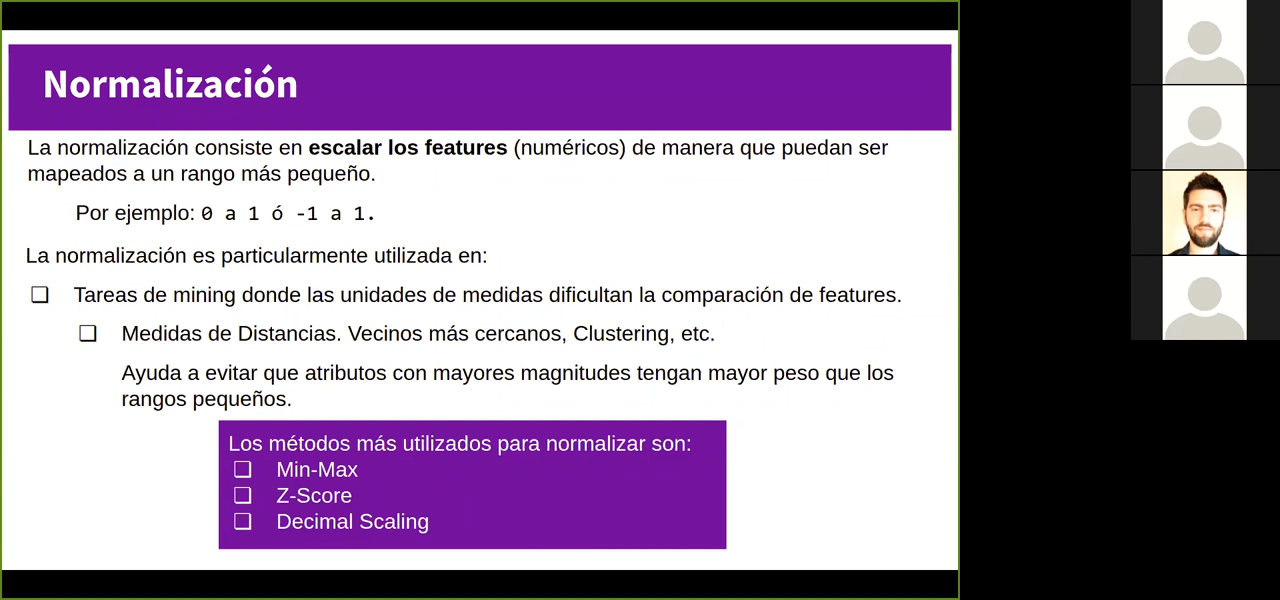 Normalización
La normalización consiste en escalar los features (numéricos) de manera que puedan ser
mapeados a un rango más pequeño.
Por ejemplo: 0 a 1 ó -1 a 1.
La normalización es particularmente utilizada en:
❏ Tareas de mining donde las unidades de medidas dificultan la comparación de features.
❏ Medidas de Distancias. Vecinos más cercanos, Clustering, etc.
Ayuda a evitar que atributos con mayores magnitudes tengan mayor peso que los
rangos pequeños.
Los métodos más utilizados para normalizar son:
❏ Min-Max
❏ Z-Score
❏ Decimal Scaling